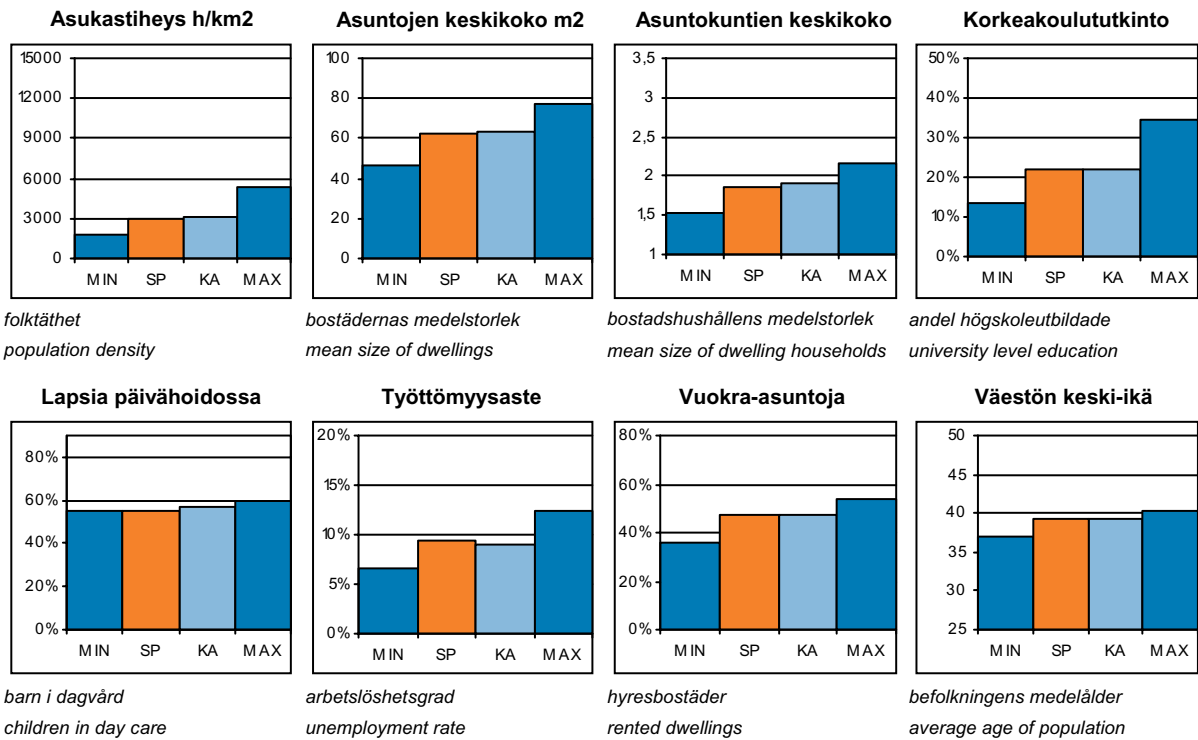 Asukastiheys h/km2
15000
12000
9000
6000
3000
0
MIN SP KA MAX
folktäthet
population density
Asuntojen keskikoko m2
100
80
60
40
20
0
MIN SP KA MAX
bostädernas medelstorlek
mean size of dwellings
Asuntokuntien keskikoko
3,5
3
2,5
2
1,5
1
MIN SP KA MAX
bostadshushållens medelstorlek
mean size of dwelling households
Korkeakoulututkinto
50%
40%
30%
20%
10%
0%
MIN SP KA MAX
andel högskoleutbildade
university level education
Lapsia päivähoidossa
80%
60%
40%
20%
0%
MIN SP KA MAX
barn i dagvård
children in day care
Työttömyysaste
20%
15%
10%
5%
0%
MIN SP KA MAX
arbetslöshetsgrad
unemployment rate
Vuokra-asuntoja
80%
60%
40%
20%
0%
MIN SP KA MAX
hyresbostäder
rented dwellings
Väestön keski-ikä
50
45
40
35
30
25
MIN SP KA MAX
befolkningens medelålder
average age of population